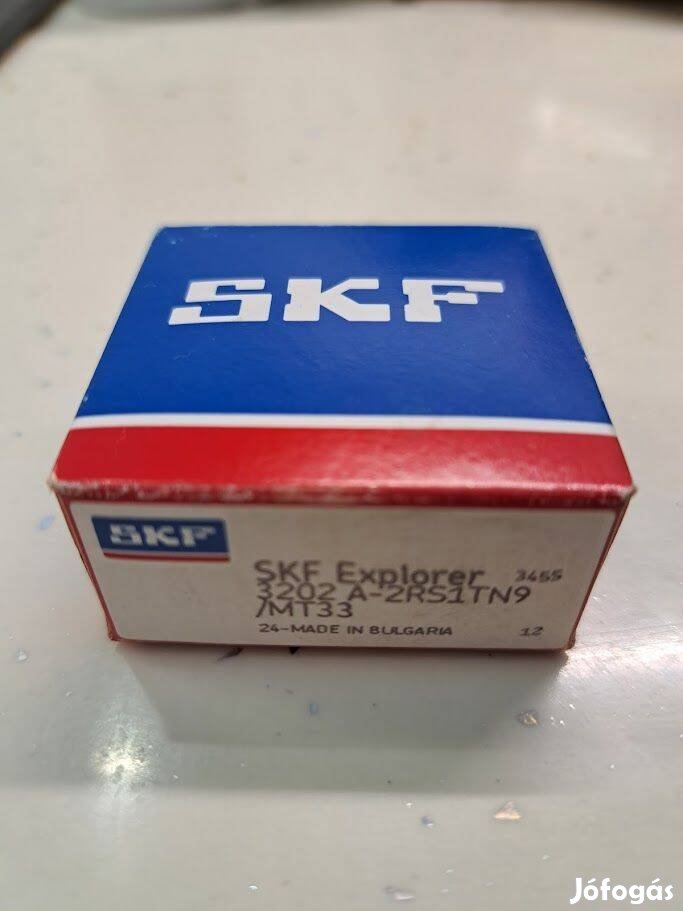 SKF
SKF
SKF Explorer 3455
3202 A-2RS1TN9
/MT33
24-MADE IN BULGARIA 12
Jófogás